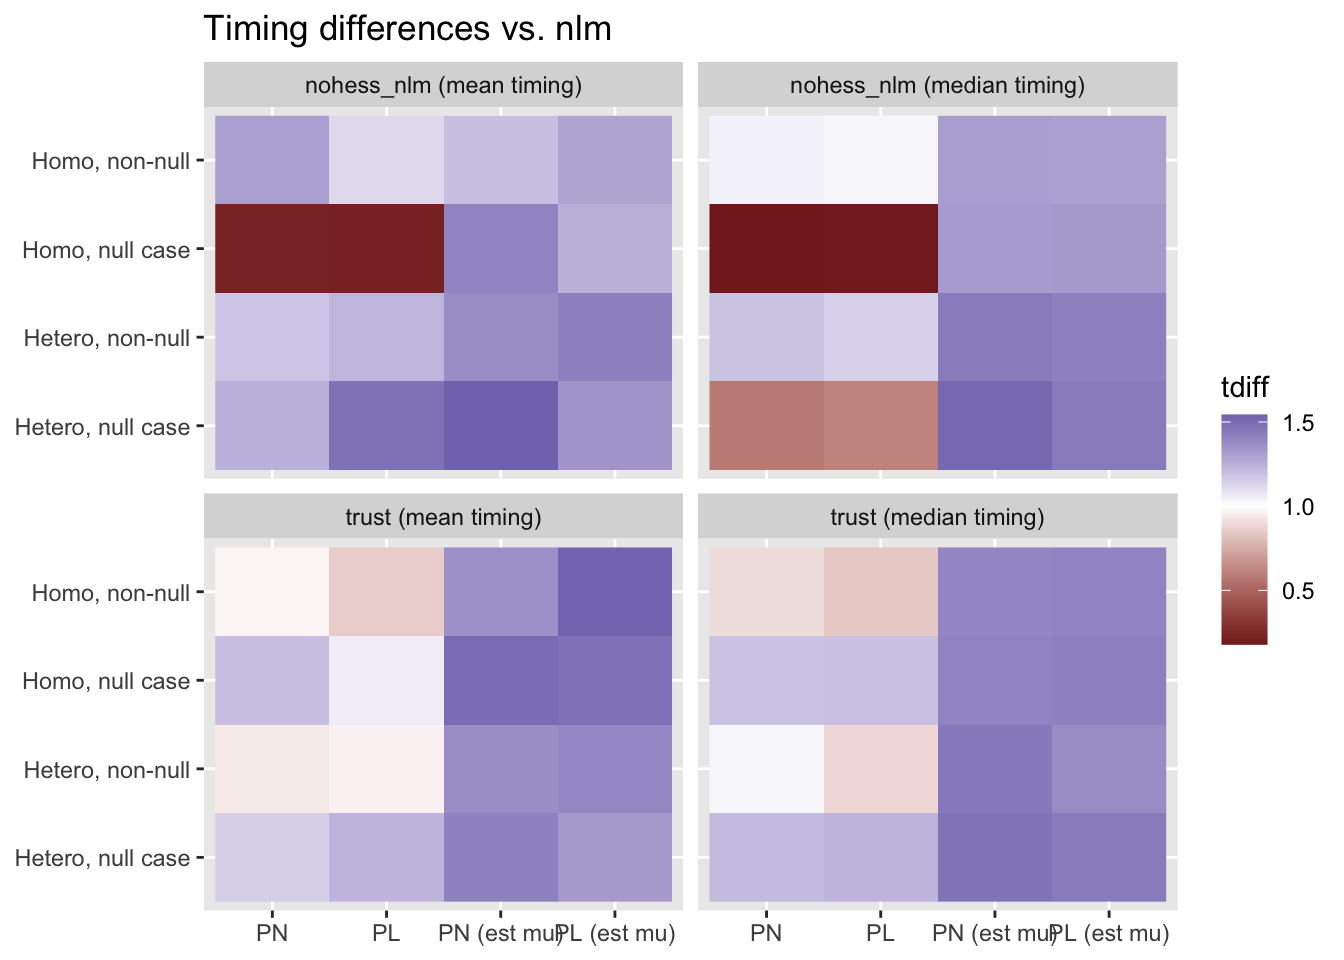 Timing differences vs. nlm
nohess_nlm (mean timing)
nohess_nlm (median timing)
Homo, non-null
Homo, null case
Hetero, non-null
Hetero, null case
trust (mean timing)
trust (median timing)
Homo, non-null
Homo, null case
Hetero, non-null
Hetero, null case
PN PL PN (est mu) PL (est mu)
PN PL PN (est mu) PL (est mu)
tdiff
1.5
1.0
0.5